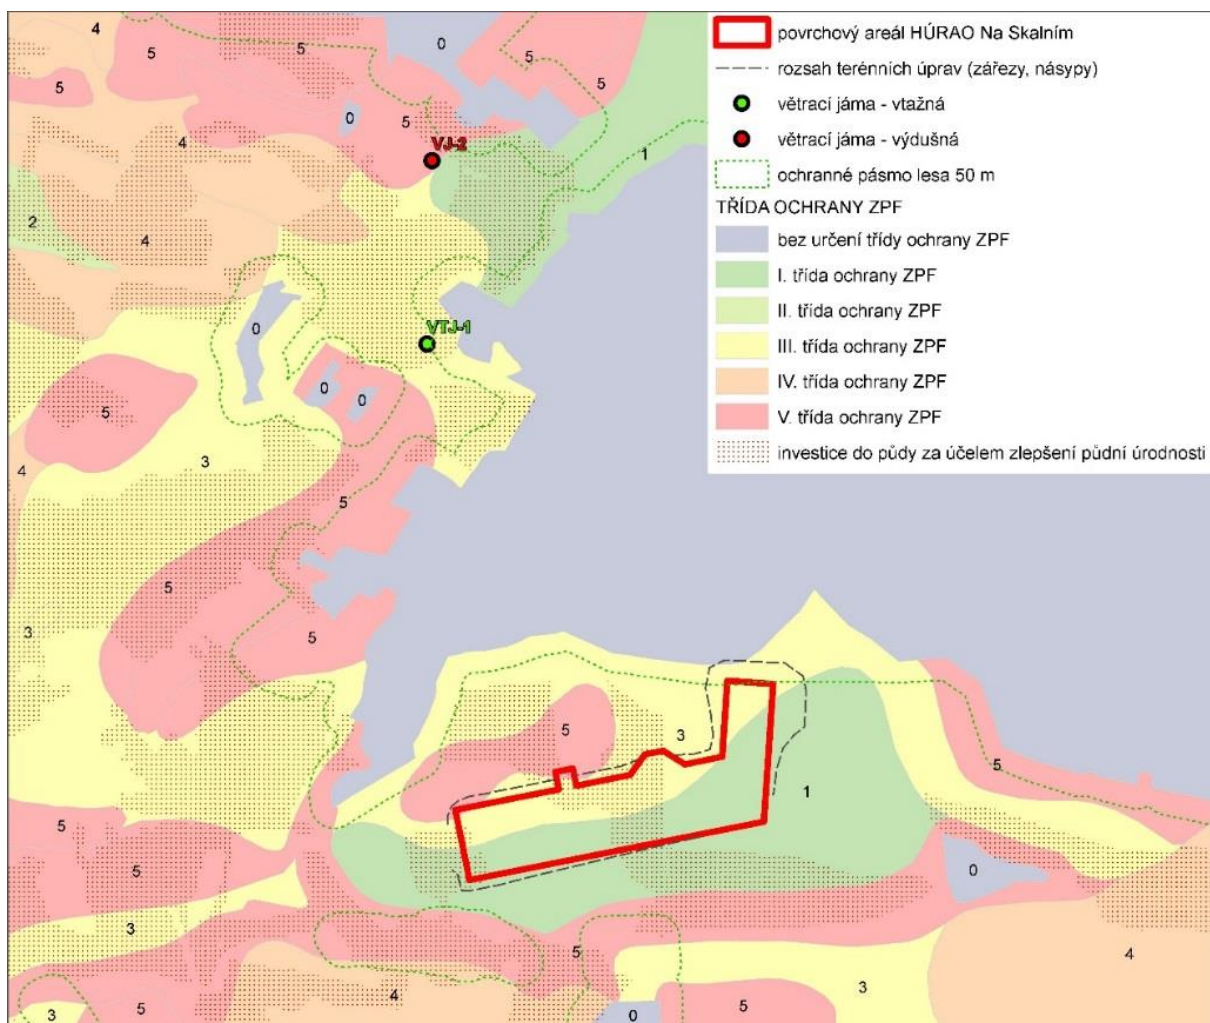 povrchový areál HÚRAO Na Skalním
rozsah terénních úprav (zářezy, násypy)
větrací jáma - vtažná
větrací jáma - výdušná
ochranné pásmo lesa 50 m
TŘÍDA OCHRANY ZPF
bez určení třídy ochrany ZPF
I. třída ochrany ZPF
II. třída ochrany ZPF
III. třída ochrany ZPF
IV. třída ochrany ZPF
V. třída ochrany ZPF
investice do půdy za účelem zlepšení půdní úrodnosti
4
5
5
0
5
5
5
0
5
4
VJ-2
1
2
4
VTJ-1
0
0
0
5
3
4
5
5
3
5
5
3
5
1
5
5
0
3
5
4
4
3
5
5
3
0